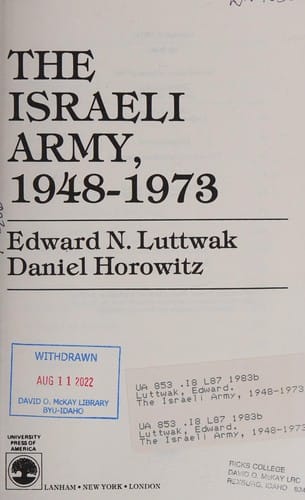 THE
ISRAELI
ARMY,
1948-1973
Edward N. Luttwak
Daniel Horowitz
WITHDRAWN
AUG 11 2022
DAVID O. McKAY LIBRARY
BYU-IDAHO
UA 853 .I8 L87 1983b
Luttwak, Edward.
The Israeli Army, 1948-1973
UA 853 .I8 L87 1983b
Luttwak, Edward.
The Israeli Army, 1948-1973
RICKS COLLEGE
DAVID O. McKAY LRC
REXBURG, IDAHO
UNIVERSITY
PRESS OF
AMERICA
LANHAM • NEW YORK • LONDON